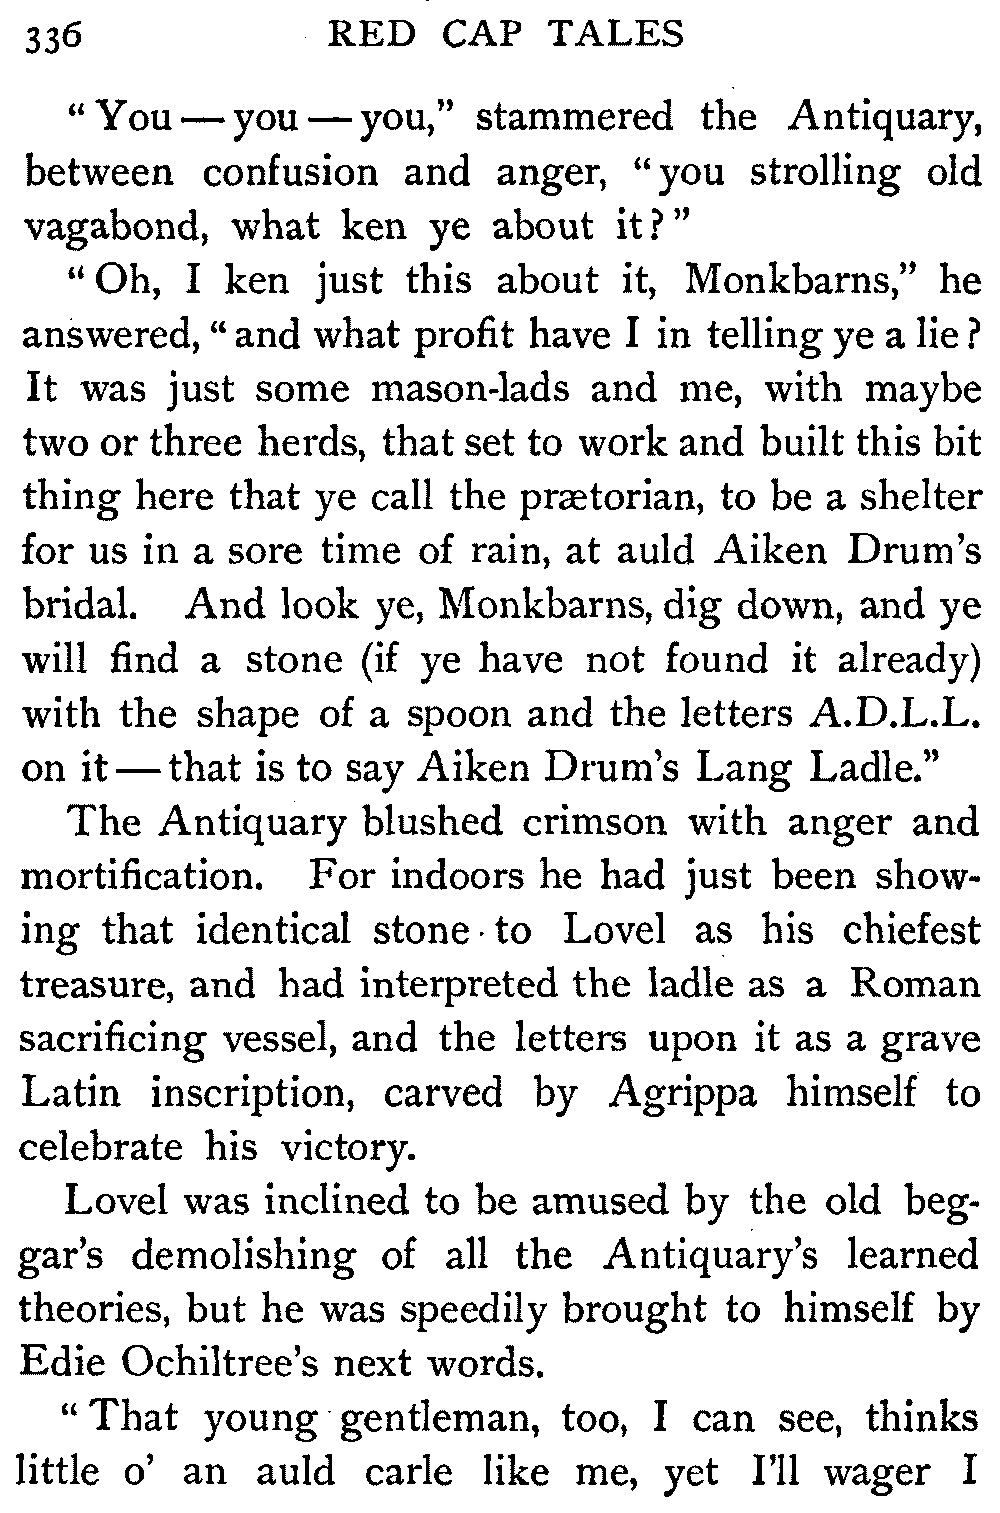 336 RED CAP TALES
“You—you—you,” stammered the Antiquary,
between confusion and anger, “you strolling old
vagabond, what ken ye about it?”
“Oh, I ken just this about it, Monkbarns,” he
answered, “and what profit have I in telling ye a lie?
It was just some mason-lads and me, with maybe
two or three herds, that set to work and built this bit
thing here that ye call the prætorian, to be a shelter
for us in a sore time of rain, at auld Aiken Drum’s
bridal. And look ye, Monkbarns, dig down, and ye
will find a stone (if ye have not found it already)
with the shape of a spoon and the letters A.D.L.L.
on it—that is to say Aiken Drum’s Lang Ladle.”
The Antiquary blushed crimson with anger and
mortification. For indoors he had just been show-
ing that identical stone to Lovel as his chiefest
treasure, and had interpreted the ladle as a Roman
sacrificing vessel, and the letters upon it as a grave
Latin inscription, carved by Agrippa himself to
celebrate his victory.
Lovel was inclined to be amused by the old beg-
gar’s demolishing of all the Antiquary’s learned
theories, but he was speedily brought to himself by
Edie Ochiltree’s next words.
“That young gentleman, too, I can see, thinks
little o’ an auld carle like me, yet I’ll wager I